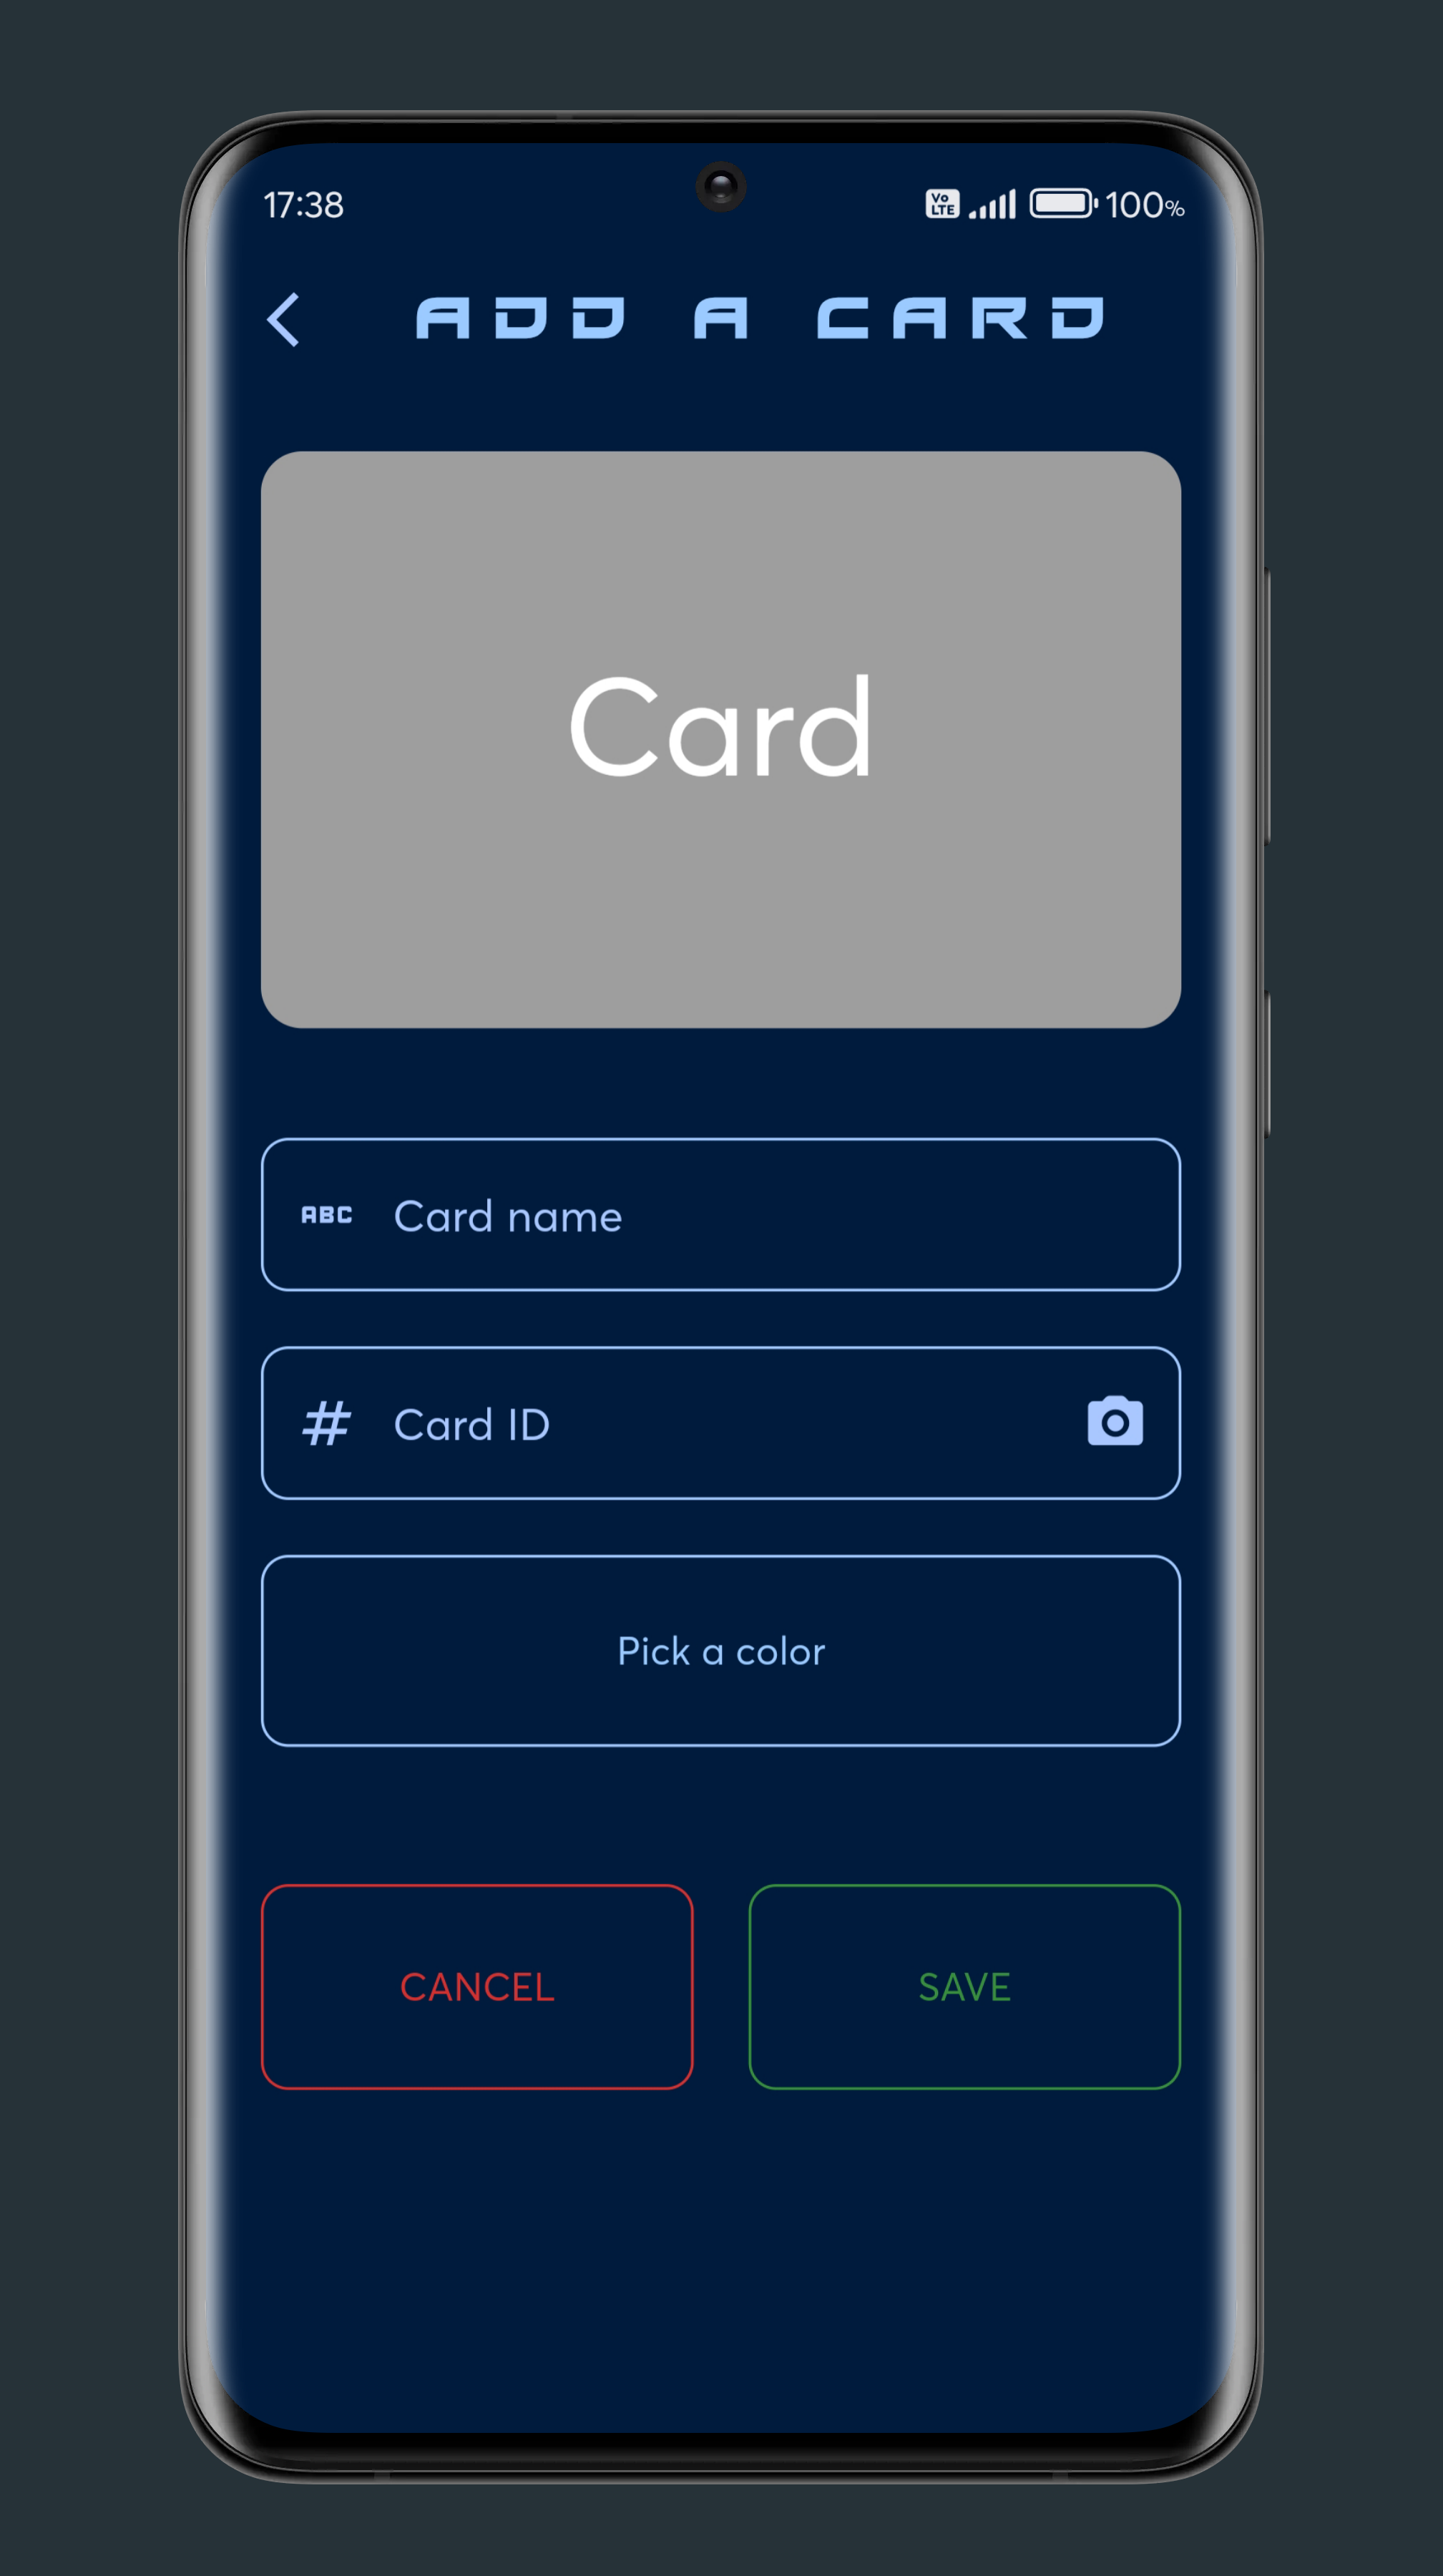 17:38 Vo LTE 100%
ADD A CARD
Card
ABC Card name
# Card ID
Pick a color
CANCEL SAVE